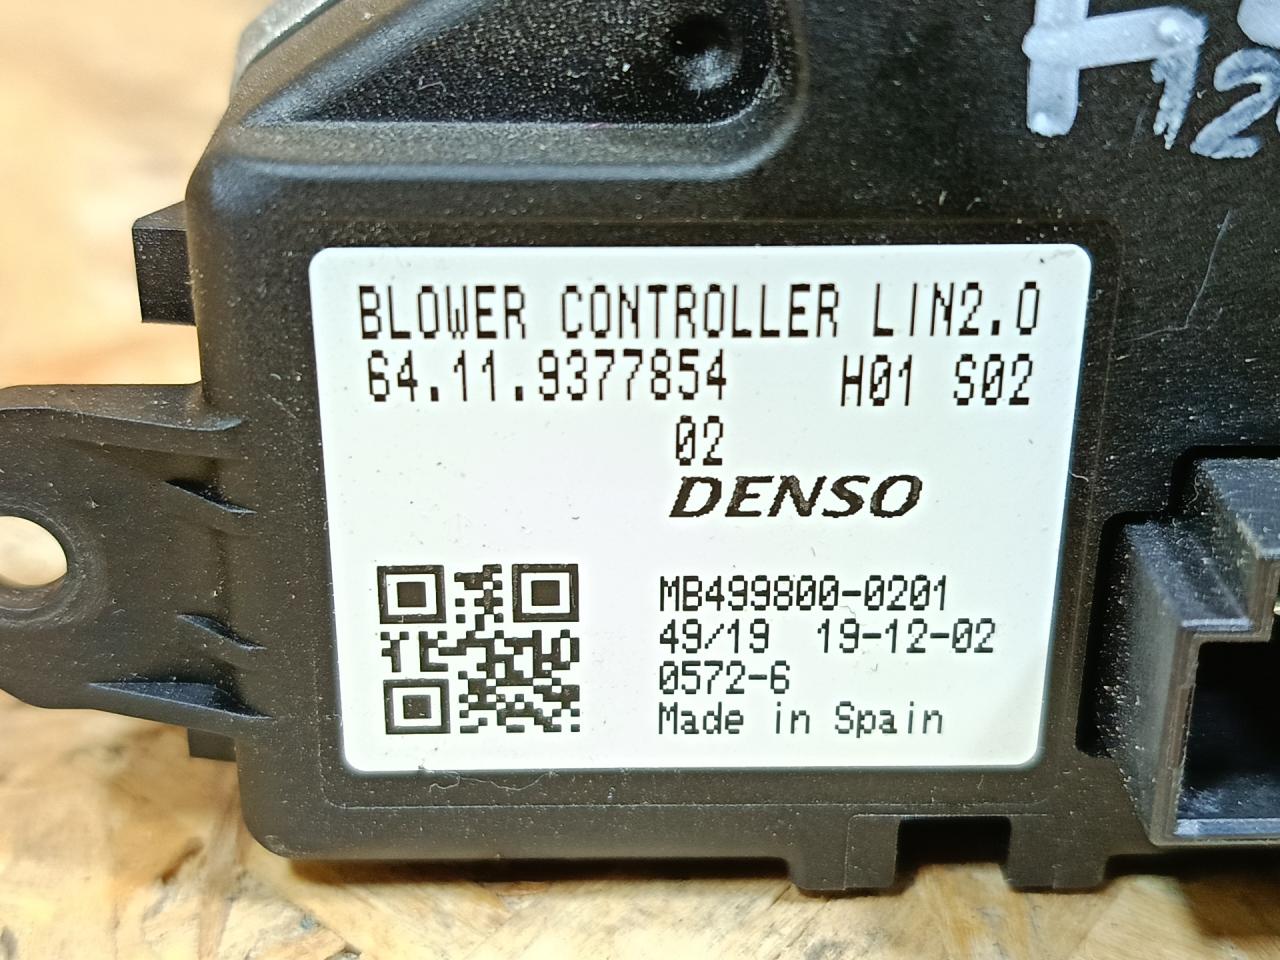 BLOWER CONTROLLER LIN2.0
64.11.9377854 H01 S02
02
DENSO
MB499800-0201
49/19 19-12-02
0572-6
Made in Spain